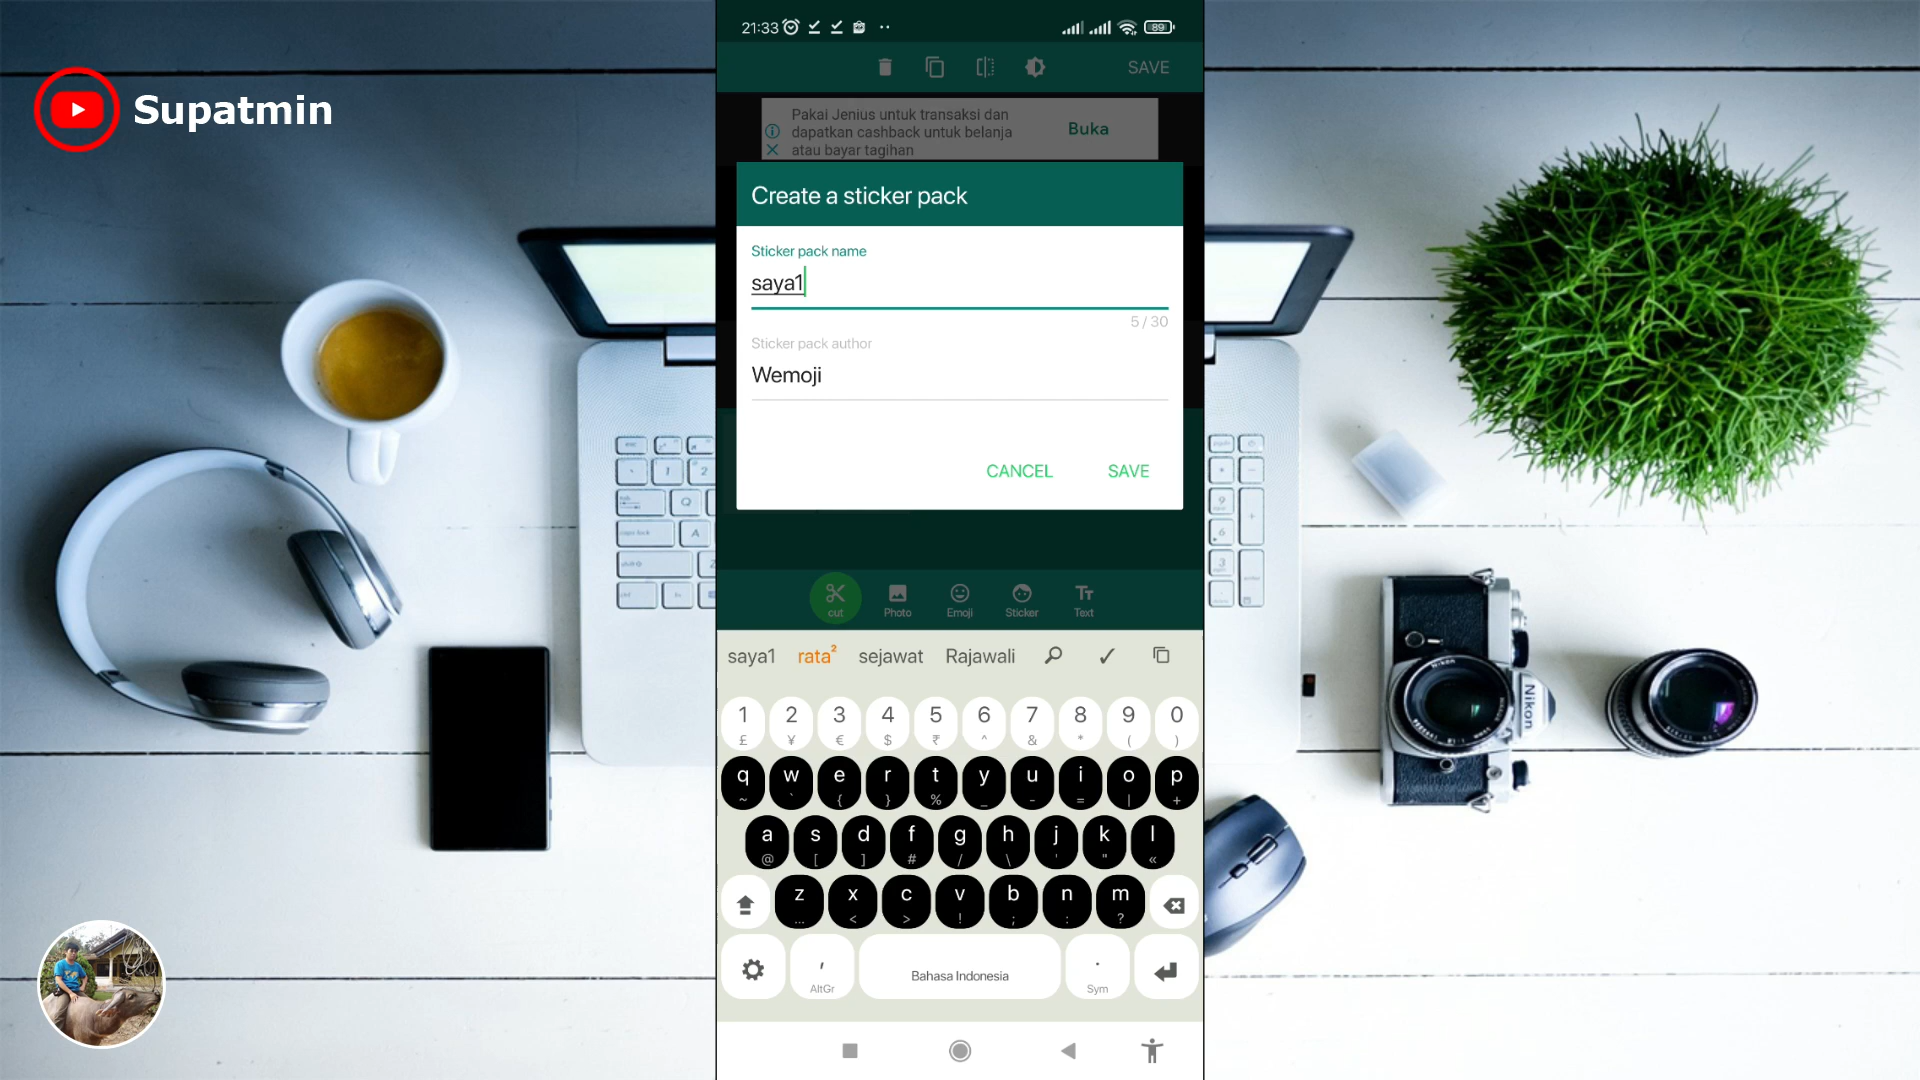 Supatmin
21:33
89
SAVE
Pakai Jenius untuk transaksi dan
dapatkan cashback untuk belanja
atau bayar tagihan
Buka
Create a sticker pack
Sticker pack name
saya1
5 / 30
Sticker pack author
Wemoji
CANCEL SAVE
cut Photo Emoji Sticker Text
saya1 rata² sejawat Rajawali
1 2 3 4 5 6 7 8 9 0
£ ¥ € $ ₹ ^ & * ( )
q w e r t y u i o p
~ ` { } % _ - = | +
a s d f g h j k l
@ [ ] # / \ ' " «
z x c v b n m
... < > ! ; : ?
, Bahasa Indonesia .
AltGr Sym
Nikon